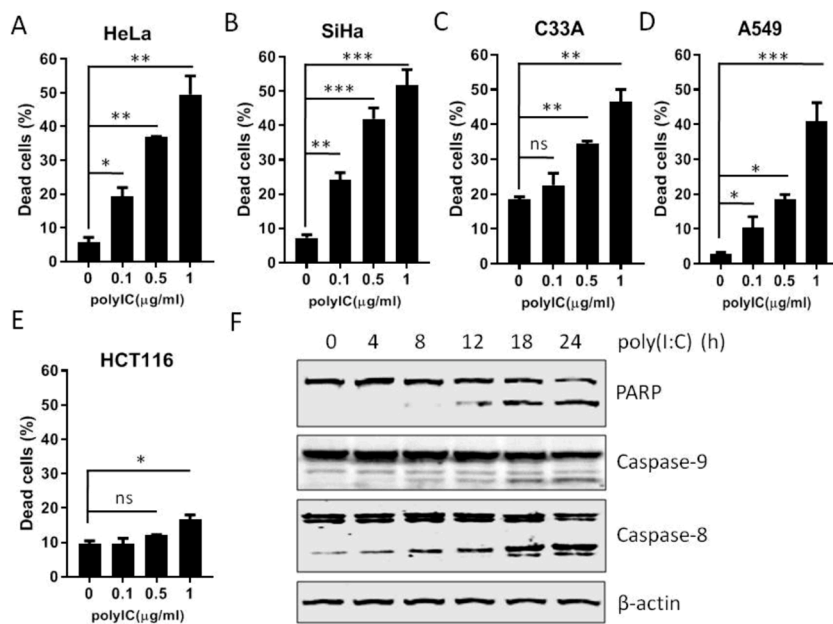 A
HeLa
**
**
*
60
50
40
30
20
10
0
Dead cells (%)
0 0.1 0.5 1
polyIC(μg/ml)
B
SiHa
***
***
**
60
50
40
30
20
10
0
Dead cells (%)
0 0.1 0.5 1
polyIC(μg/ml)
C
C33A
**
**
ns
60
50
40
30
20
10
0
Dead cells (%)
0 0.1 0.5 1
polyIC(μg/ml)
D
A549
***
*
*
60
50
40
30
20
10
0
Dead cells (%)
0 0.1 0.5 1
polyIC(μg/ml)
E
HCT116
*
ns
60
50
40
30
20
10
0
Dead cells (%)
0 0.1 0.5 1
polyIC(μg/ml)
F
0 4 8 12 18 24 poly(I:C) (h)
PARP
Caspase-9
Caspase-8
β-actin